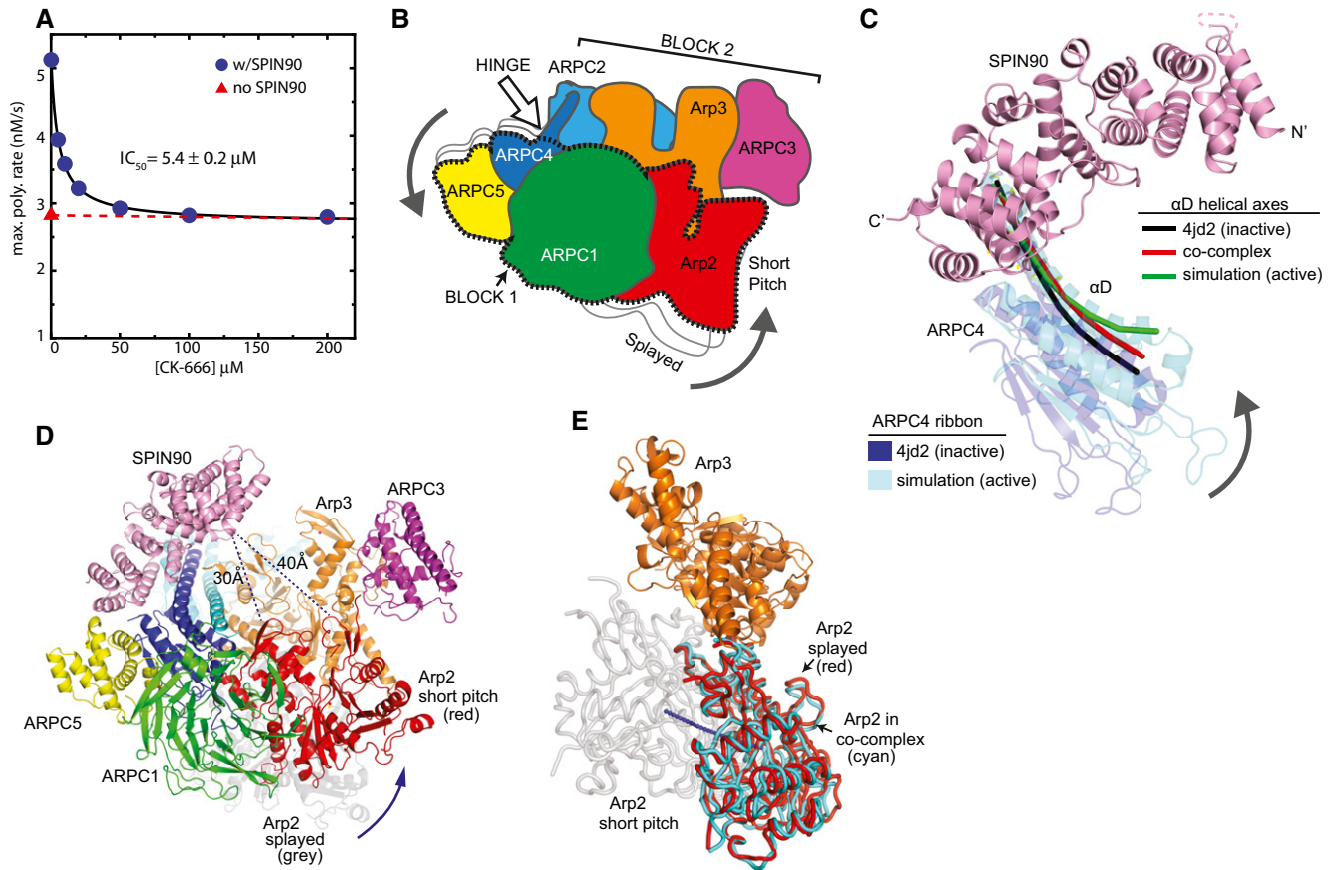 A
max. poly. rate (nM/s)
5
4
3
2
1
w/SPIN90
no SPIN90
IC50= 5.4 ± 0.2 µM
0
50
100
150
200
[CK-666] µM
B
BLOCK 2
HINGE
ARPC2
Arp3
ARPC3
ARPC4
ARPC5
ARPC1
Arp2
Short
Pitch
BLOCK 1
Splayed
C
SPIN90
N’
C’
αD helical axes
4jd2 (inactive)
co-complex
simulation (active)
αD
ARPC4
ARPC4 ribbon
4jd2 (inactive)
simulation (active)
D
SPIN90
Arp3
ARPC3
30Å
40Å
ARPC5
ARPC1
Arp2
short pitch
(red)
Arp2
splayed
(grey)
E
Arp3
Arp2
splayed
(red)
Arp2 in
co-complex
(cyan)
Arp2
short pitch